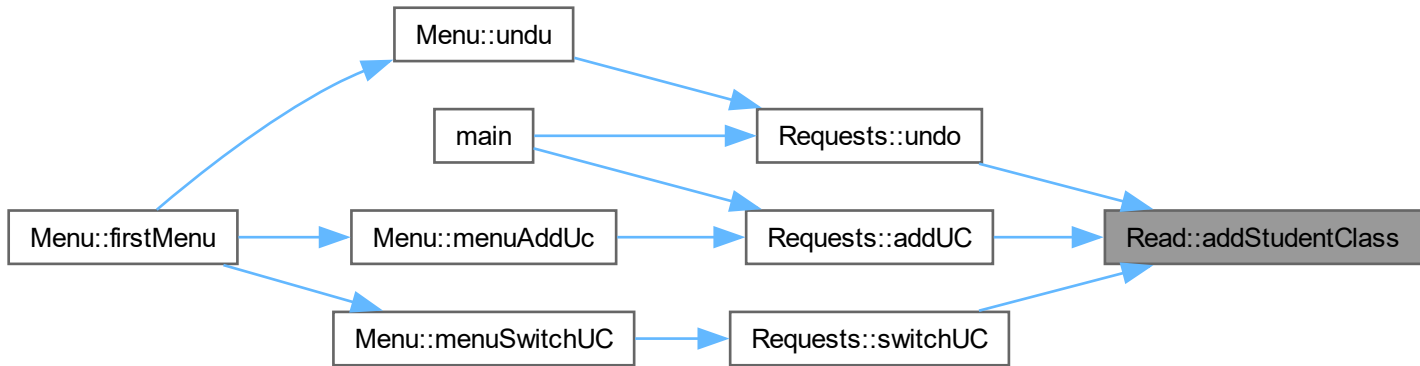 Menu::undu
main
Requests::undo
Menu::firstMenu
Menu::menuAddUc
Requests::addUC
Read::addStudentClass
Menu::menuSwitchUC
Requests::switchUC